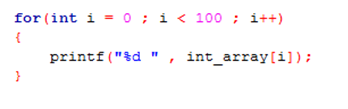 for(int i = 0 ; i < 100 ; i++)
{
    printf("%d " , int_array[i]);
}